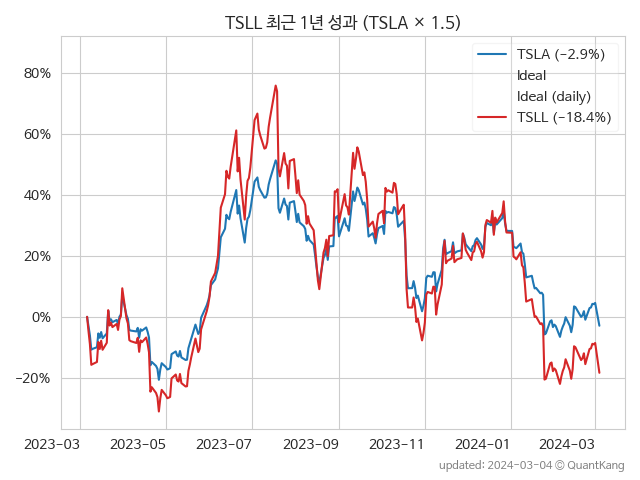 TSLL 최근 1년 성과 (TSLA × 1.5)
TSLA (−2.9%)
Ideal
Ideal (daily)
TSLL (−18.4%)
80%
60%
40%
20%
0%
−20%
2023−03 2023−05 2023−07 2023−09 2023−11 2024−01 2024−03
updated: 2024−03−04 © QuantKang